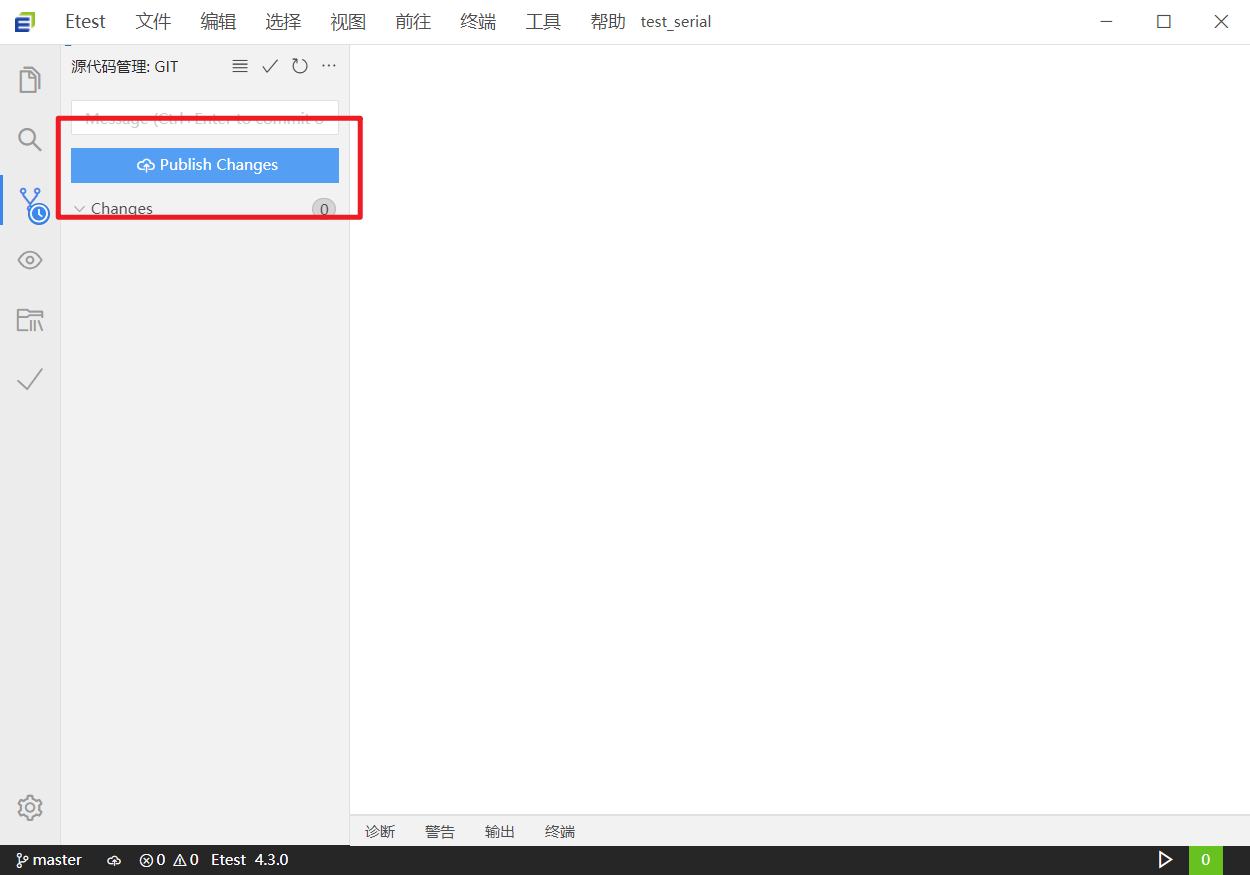 Etest 文件 编辑 选择 视图 前往 终端 工具 帮助 test_serial
源代码管理: GIT
Message (Ctrl+Enter to commit o
Publish Changes
Changes 0
诊断 警告 输出 终端
master 0 0 Etest 4.3.0 0